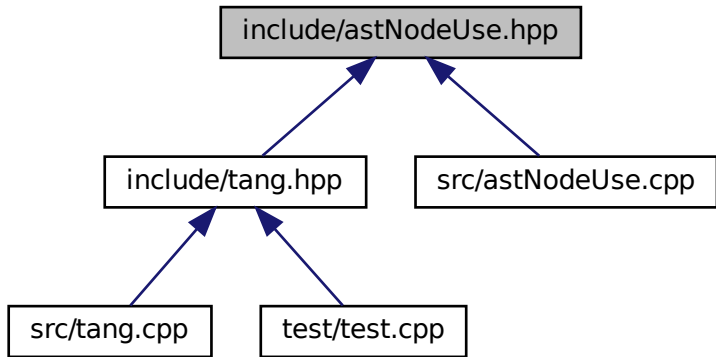 include/astNodeUse.hpp
include/tang.hpp
src/astNodeUse.cpp
src/tang.cpp
test/test.cpp